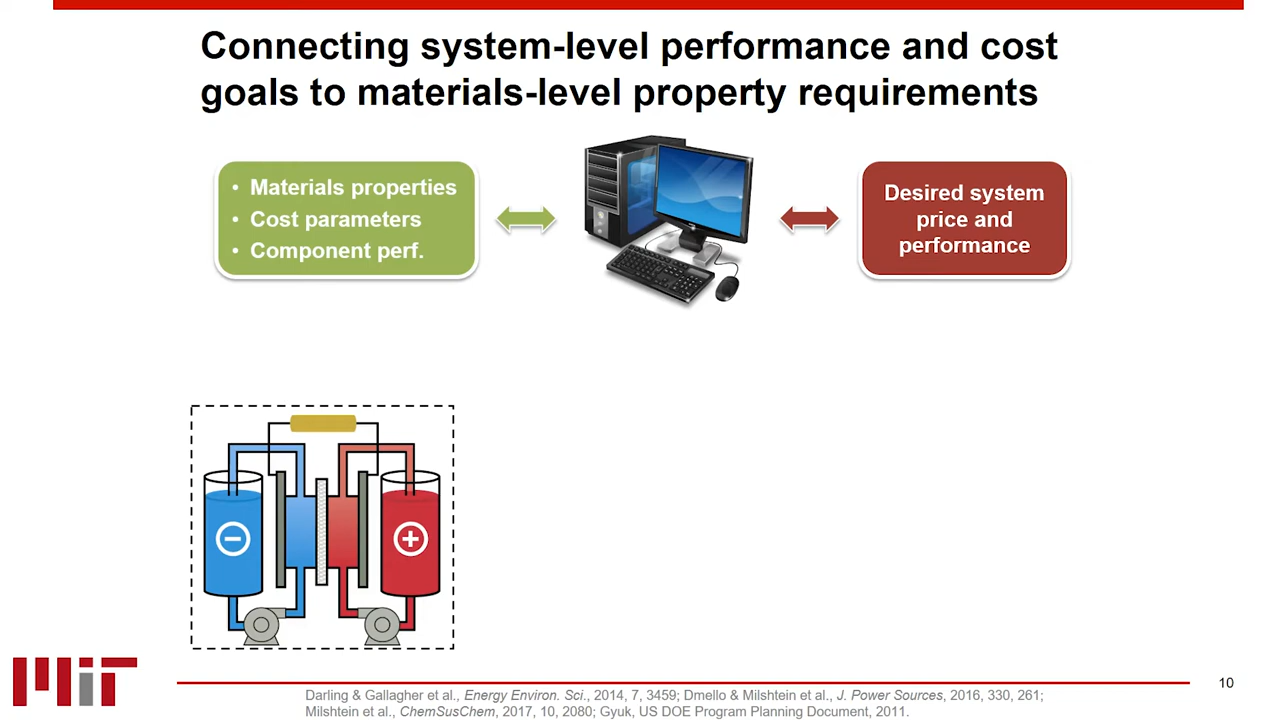 Connecting system-level performance and cost
goals to materials-level property requirements
• Materials properties
• Cost parameters
• Component perf.
Desired system
price and
performance
−
+
MIT
Darling & Gallagher et al., Energy Environ. Sci., 2014, 7, 3459; Dmello & Milshtein et al., J. Power Sources, 2016, 330, 261;
Milshtein et al., ChemSusChem, 2017, 10, 2080; Gyuk, US DOE Program Planning Document, 2011.
10